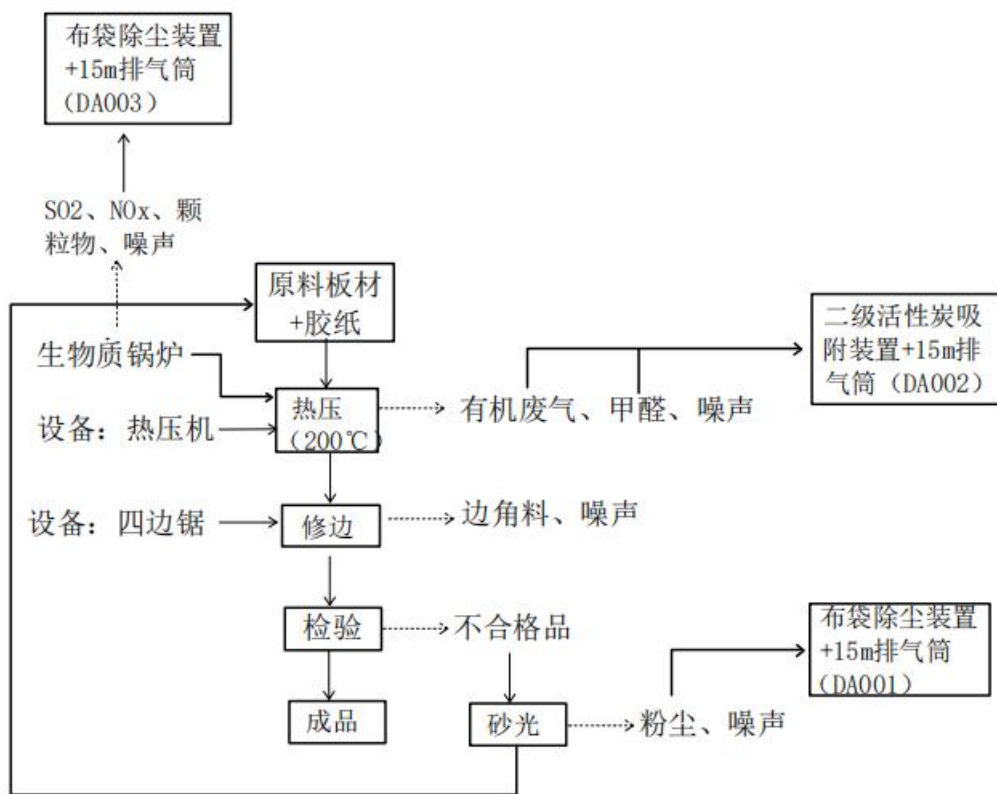 布袋除尘装置
+15m排气筒
（DA003）
SO2、NOx、颗
粒物、噪声
原料板材
+胶纸
二级活性炭吸
附装置+15m排
气筒（DA002）
生物质锅炉
热压
（200℃）
有机废气、甲醛、噪声
设备：热压机
设备：四边锯
修边
边角料、噪声
检验
不合格品
布袋除尘装置
+15m排气筒
(DA001)
成品
砂光
粉尘、噪声